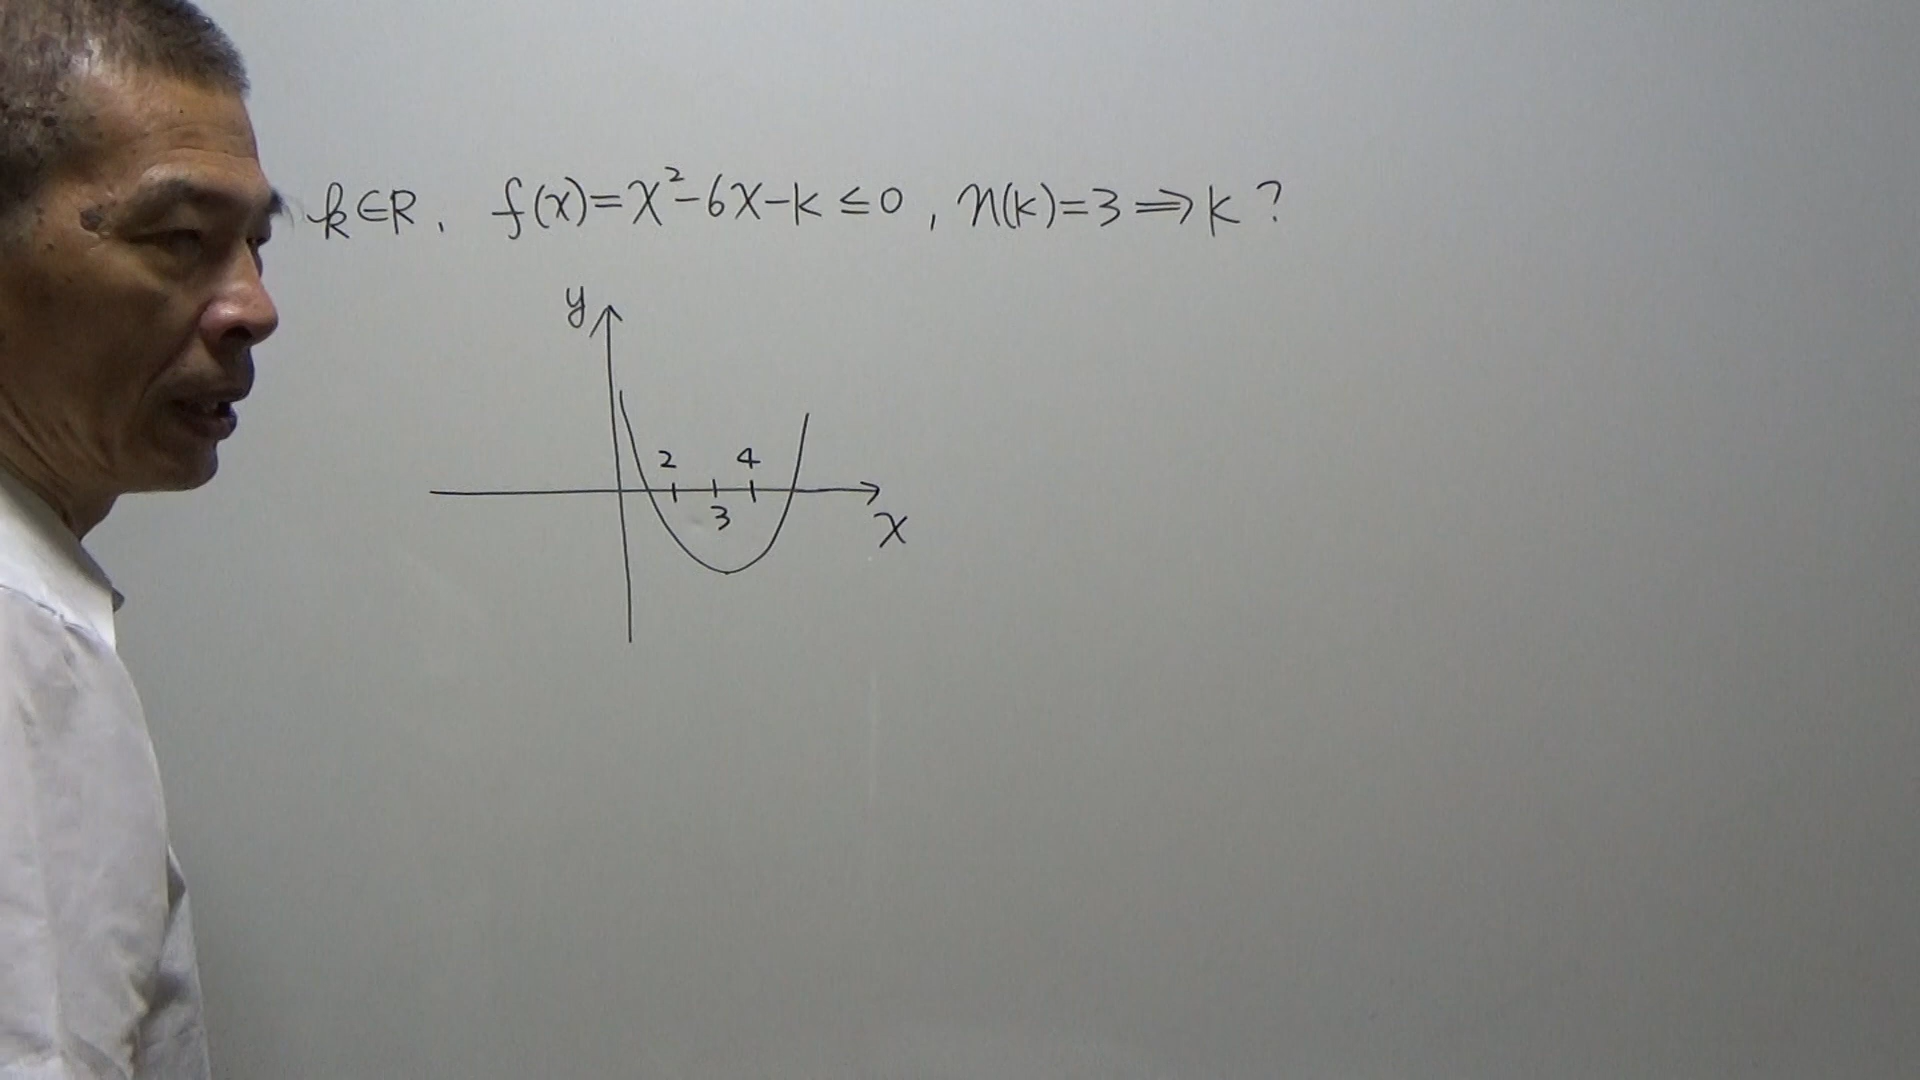 k∈R, f(x)=x²-6x-k≤0, n(k)=3⟹k?
y
2 4
3
x